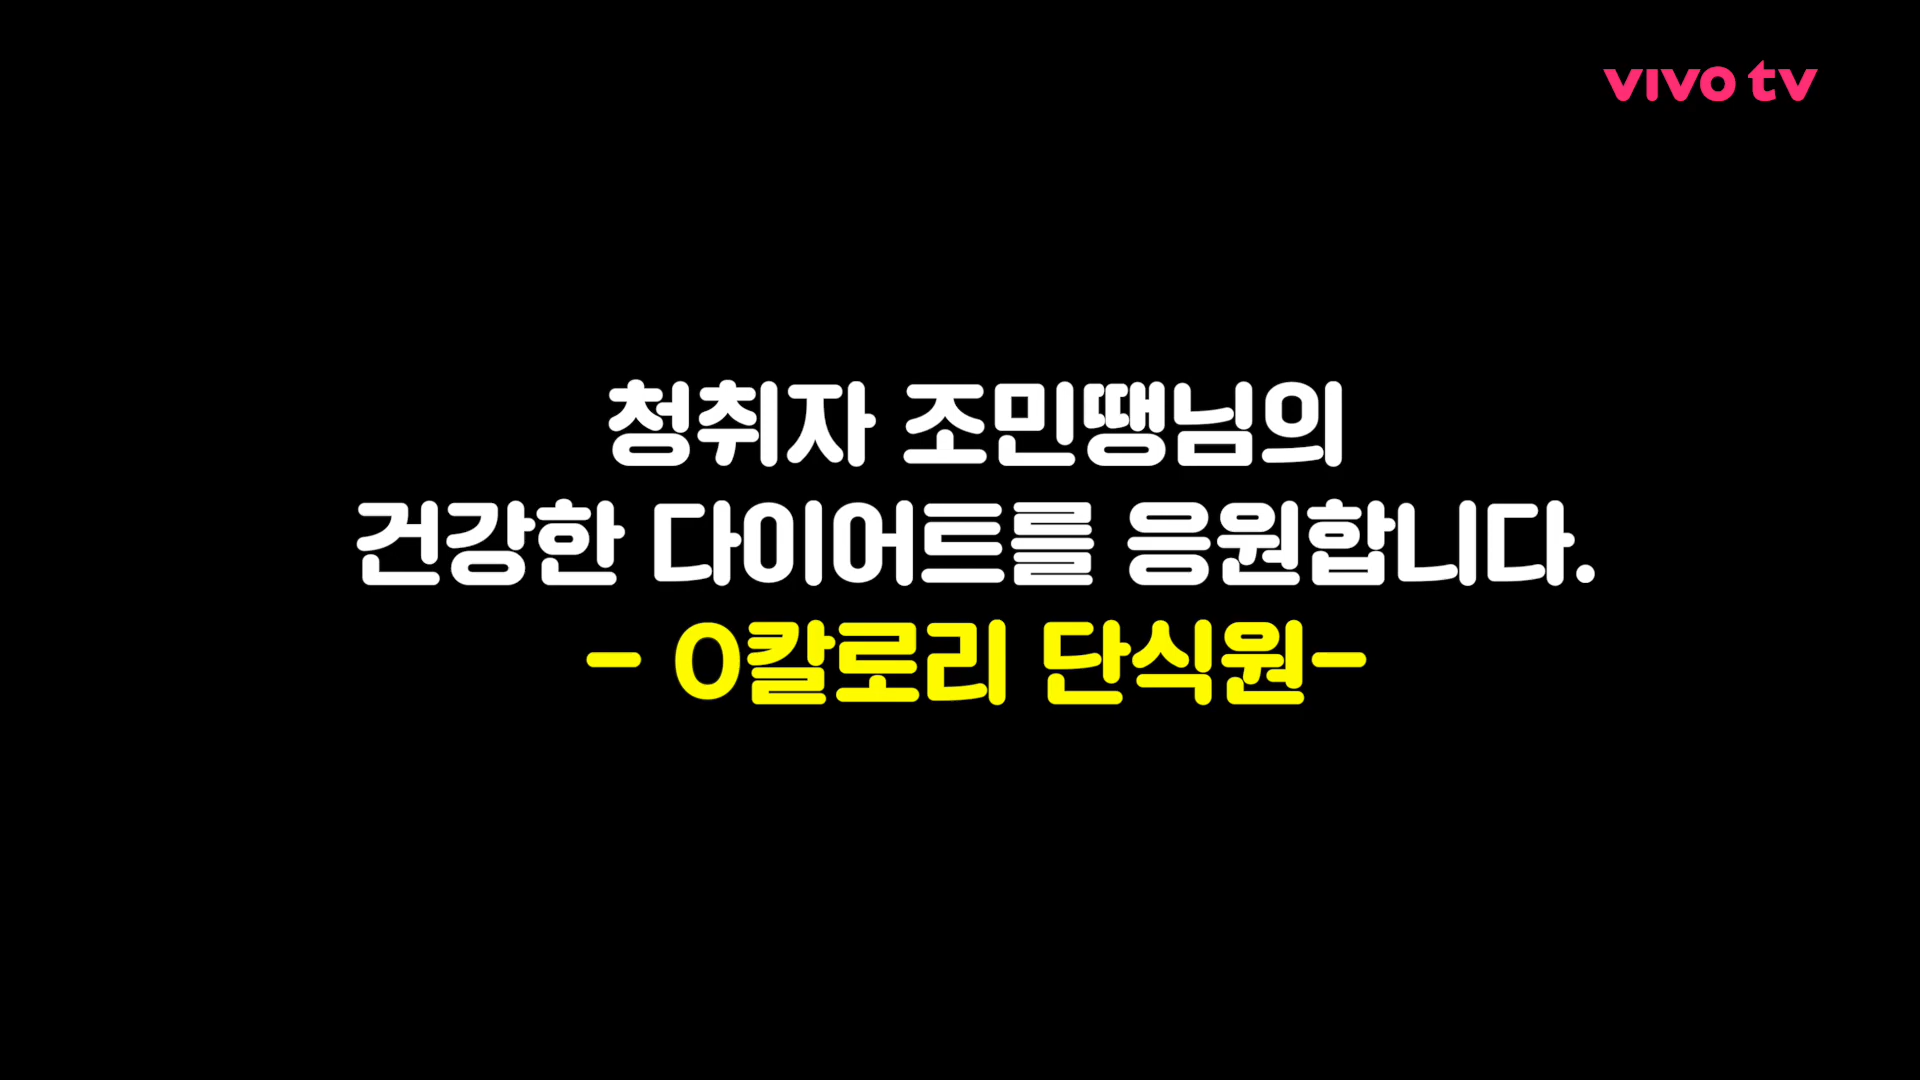 vivo tv
청취자 조민땡님의
건강한 다이어트를 응원합니다.
- 0칼로리 단식원-